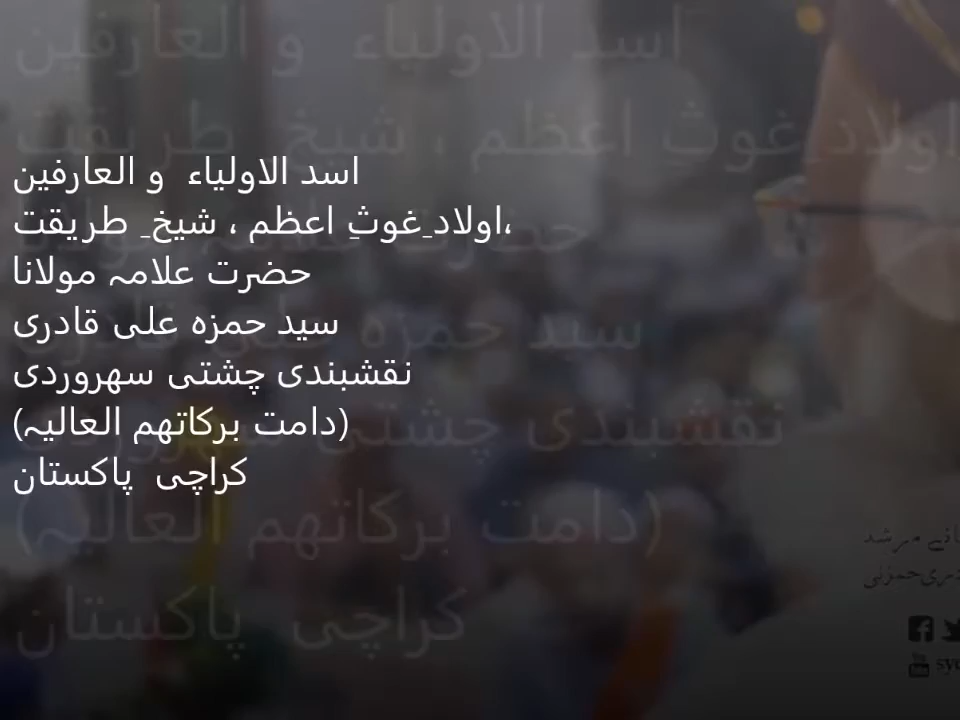 اسد الاولیاء و العارفین
اولاد ِغوثِ اعظم ، شیخ ِ طریقت،
حضرت علامہ مولانا
سید حمزہ علی قادری
نقشبندی چشتی سہروردی
(دامت برکاتھم العالیہ)
کراچی پاکستان